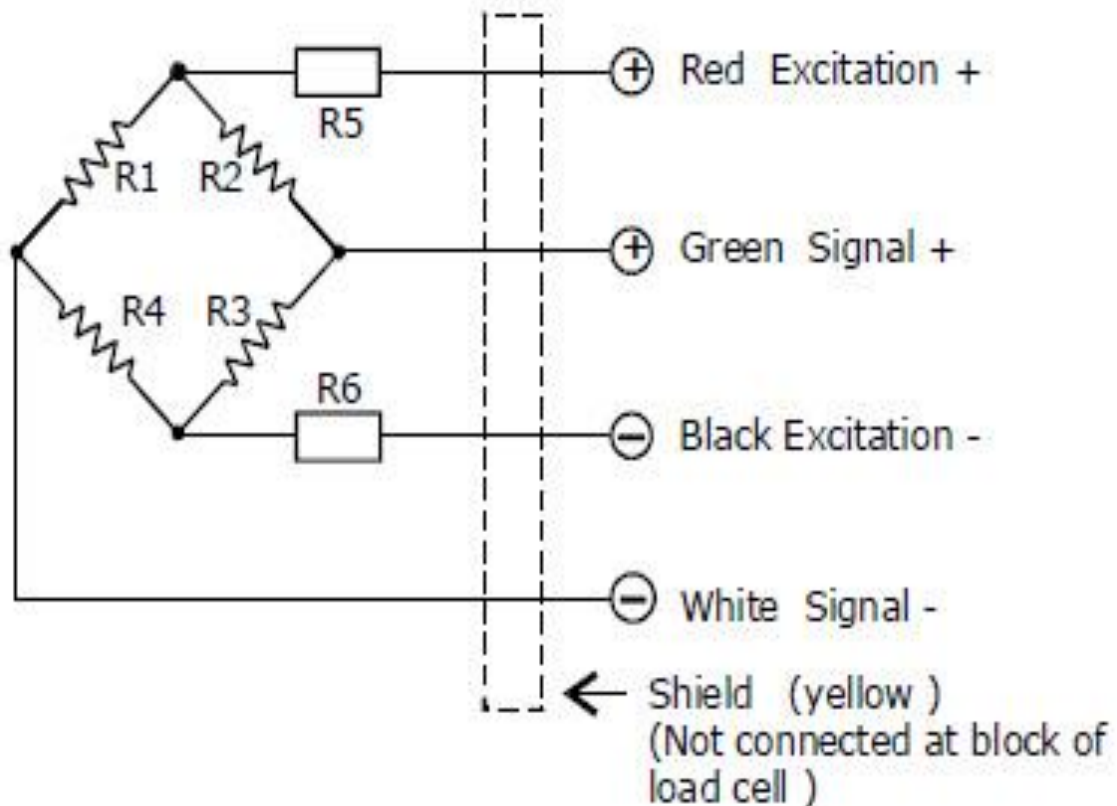 Red Excitation +
R5
R1 R2
Green Signal +
R4 R3
R6
Black Excitation -
White Signal -
Shield (yellow )
(Not connected at block of
load cell )